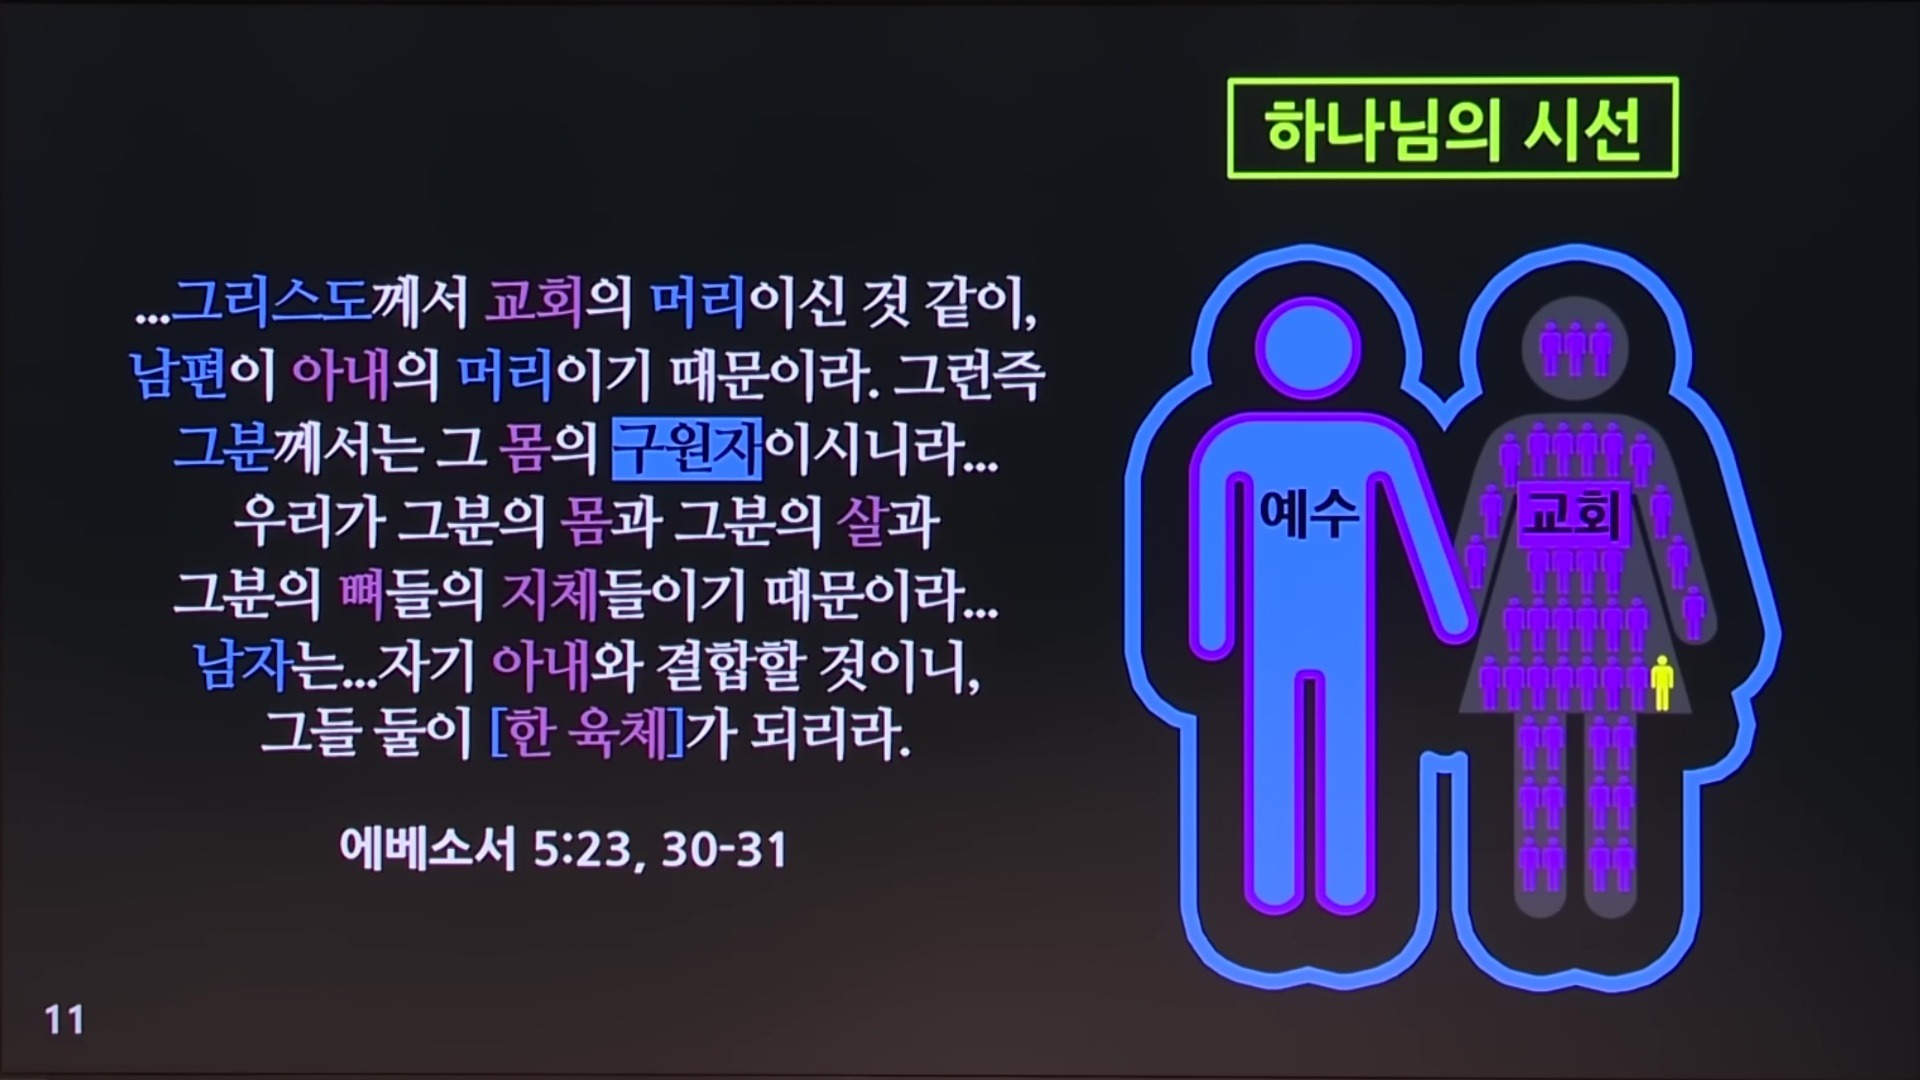 하나님의 시선
...그리스도께서 교회의 머리이신 것 같이,
남편이 아내의 머리이기 때문이라. 그런즉
그분께서는 그 몸의 구원자이시니라...
우리가 그분의 몸과 그분의 살과
그분의 뼈들의 지체들이기 때문이라...
남자는...자기 아내와 결합할 것이니,
그들 둘이 [한 육체]가 되리라.
에베소서 5:23, 30-31
예수
교회
11